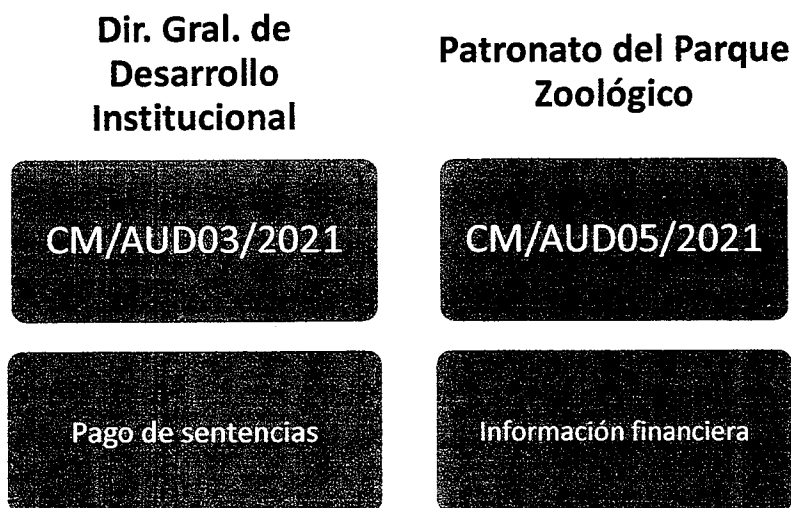 Dir. Gral. de
Desarrollo
Institucional
CM/AUD03/2021
Pago de sentencias
Patronato del Parque
Zoológico
CM/AUD05/2021
Información financiera